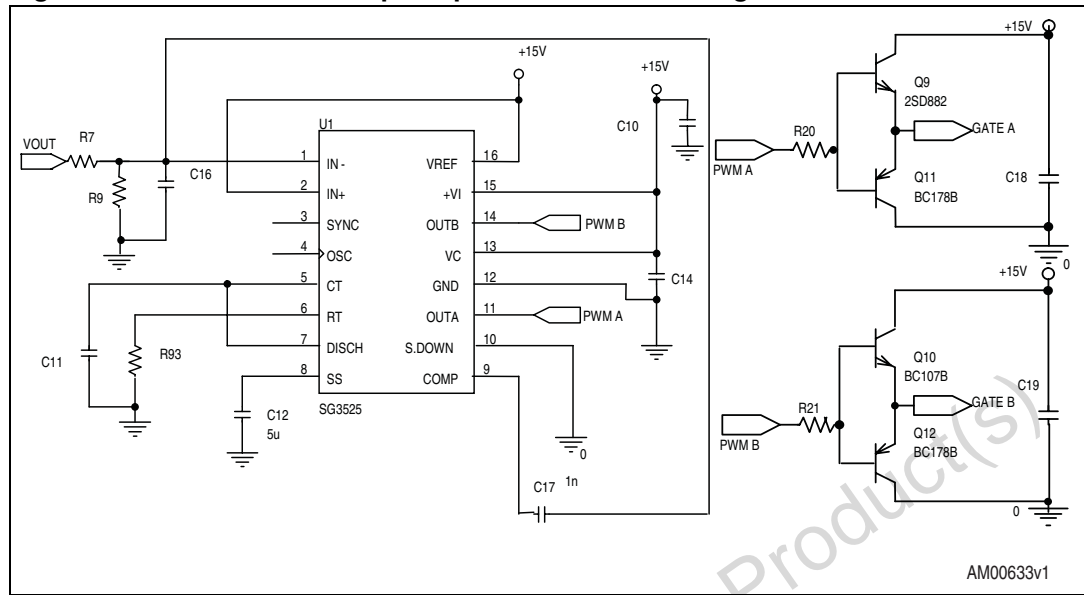 +15V
+15V
+15V
U1
VOUT
R7
R9
C16
C10
1
IN -
VREF
16
2
IN+
+VI
15
3
SYNC
OUTB
14
PWM B
4
OSC
VC
13
5
CT
GND
12
C14
6
RT
OUTA
11
PWM A
7
DISCH
S.DOWN
10
8
SS
COMP
9
SG3525
C11
R93
C12
5u
0
C17
1n
Q9
2SD882
R20
GATE A
PWM A
Q11
BC178B
C18
0
+15V
Q10
BC107B
C19
R21
GATE B
PWM B
Q12
BC178B
0
Product(s)
AM00633v1